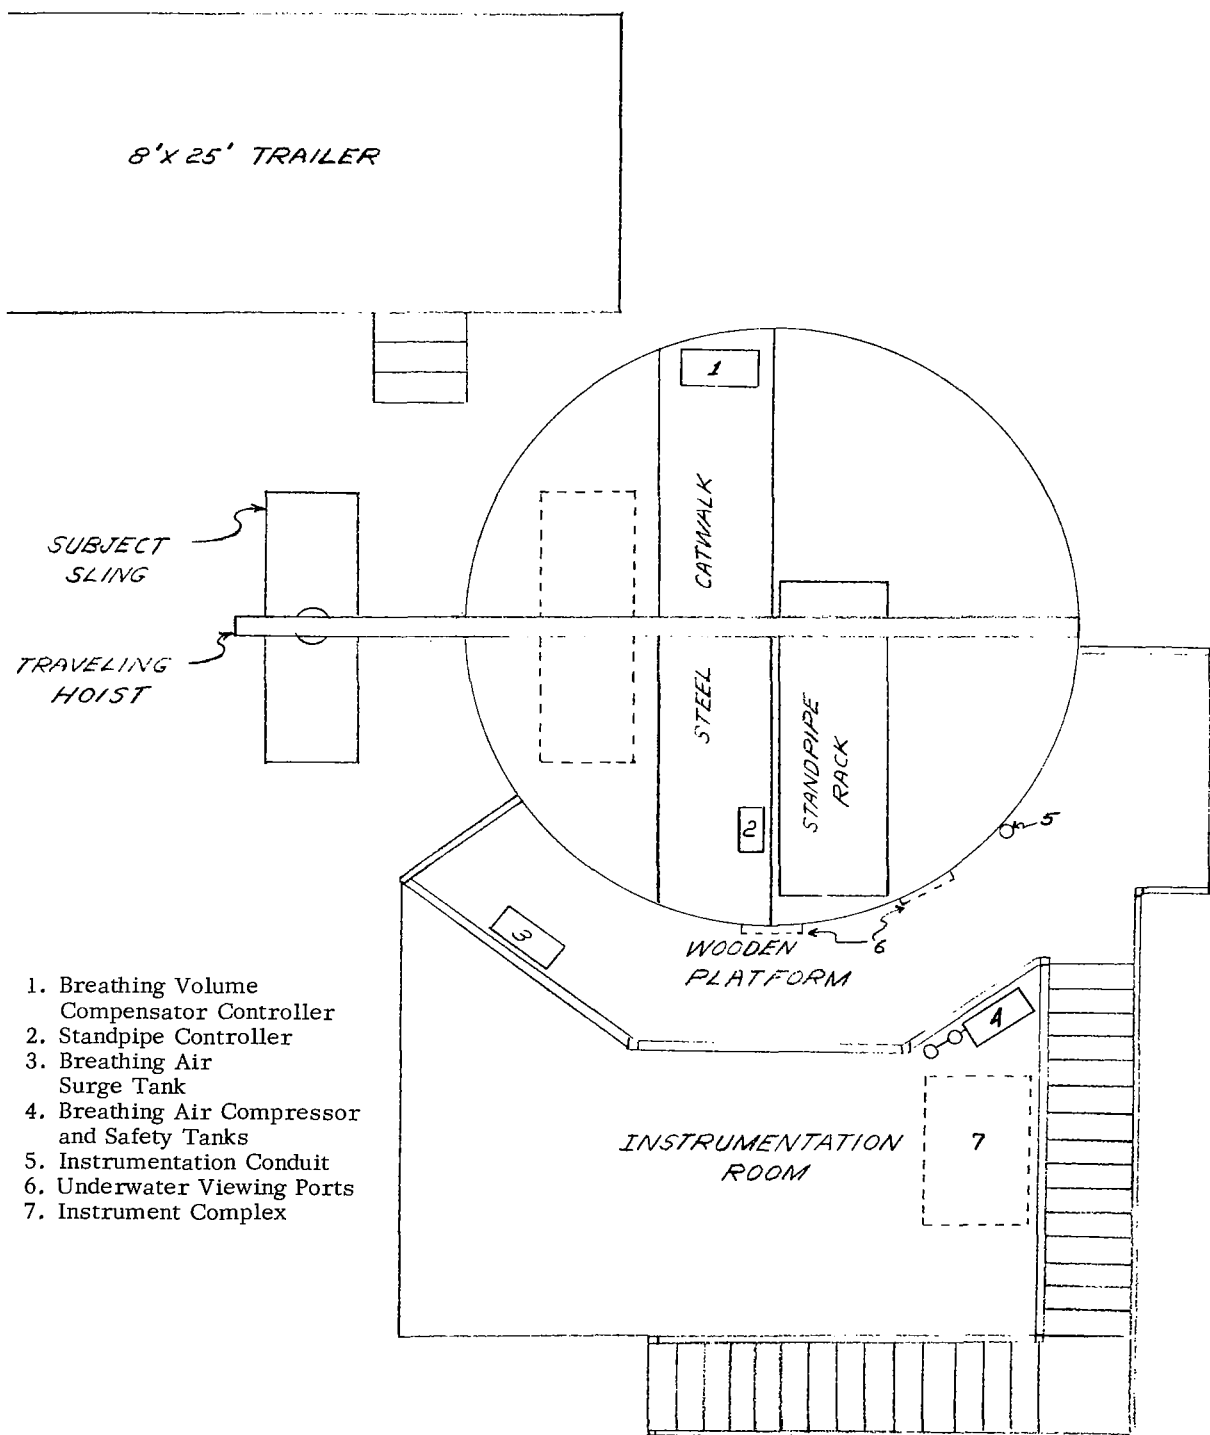 8'X 25' TRAILER
1
CATWALK
STEEL
SUBJECT
SLING
TRAVELING
HOIST
STANDPIPE
RACK
2
5
3
6
WOODEN
PLATFORM
4
1. Breathing Volume
Compensator Controller
2. Standpipe Controller
3. Breathing Air
Surge Tank
4. Breathing Air Compressor
and Safety Tanks
5. Instrumentation Conduit
6. Underwater Viewing Ports
7. Instrument Complex
INSTRUMENTATION
ROOM
7